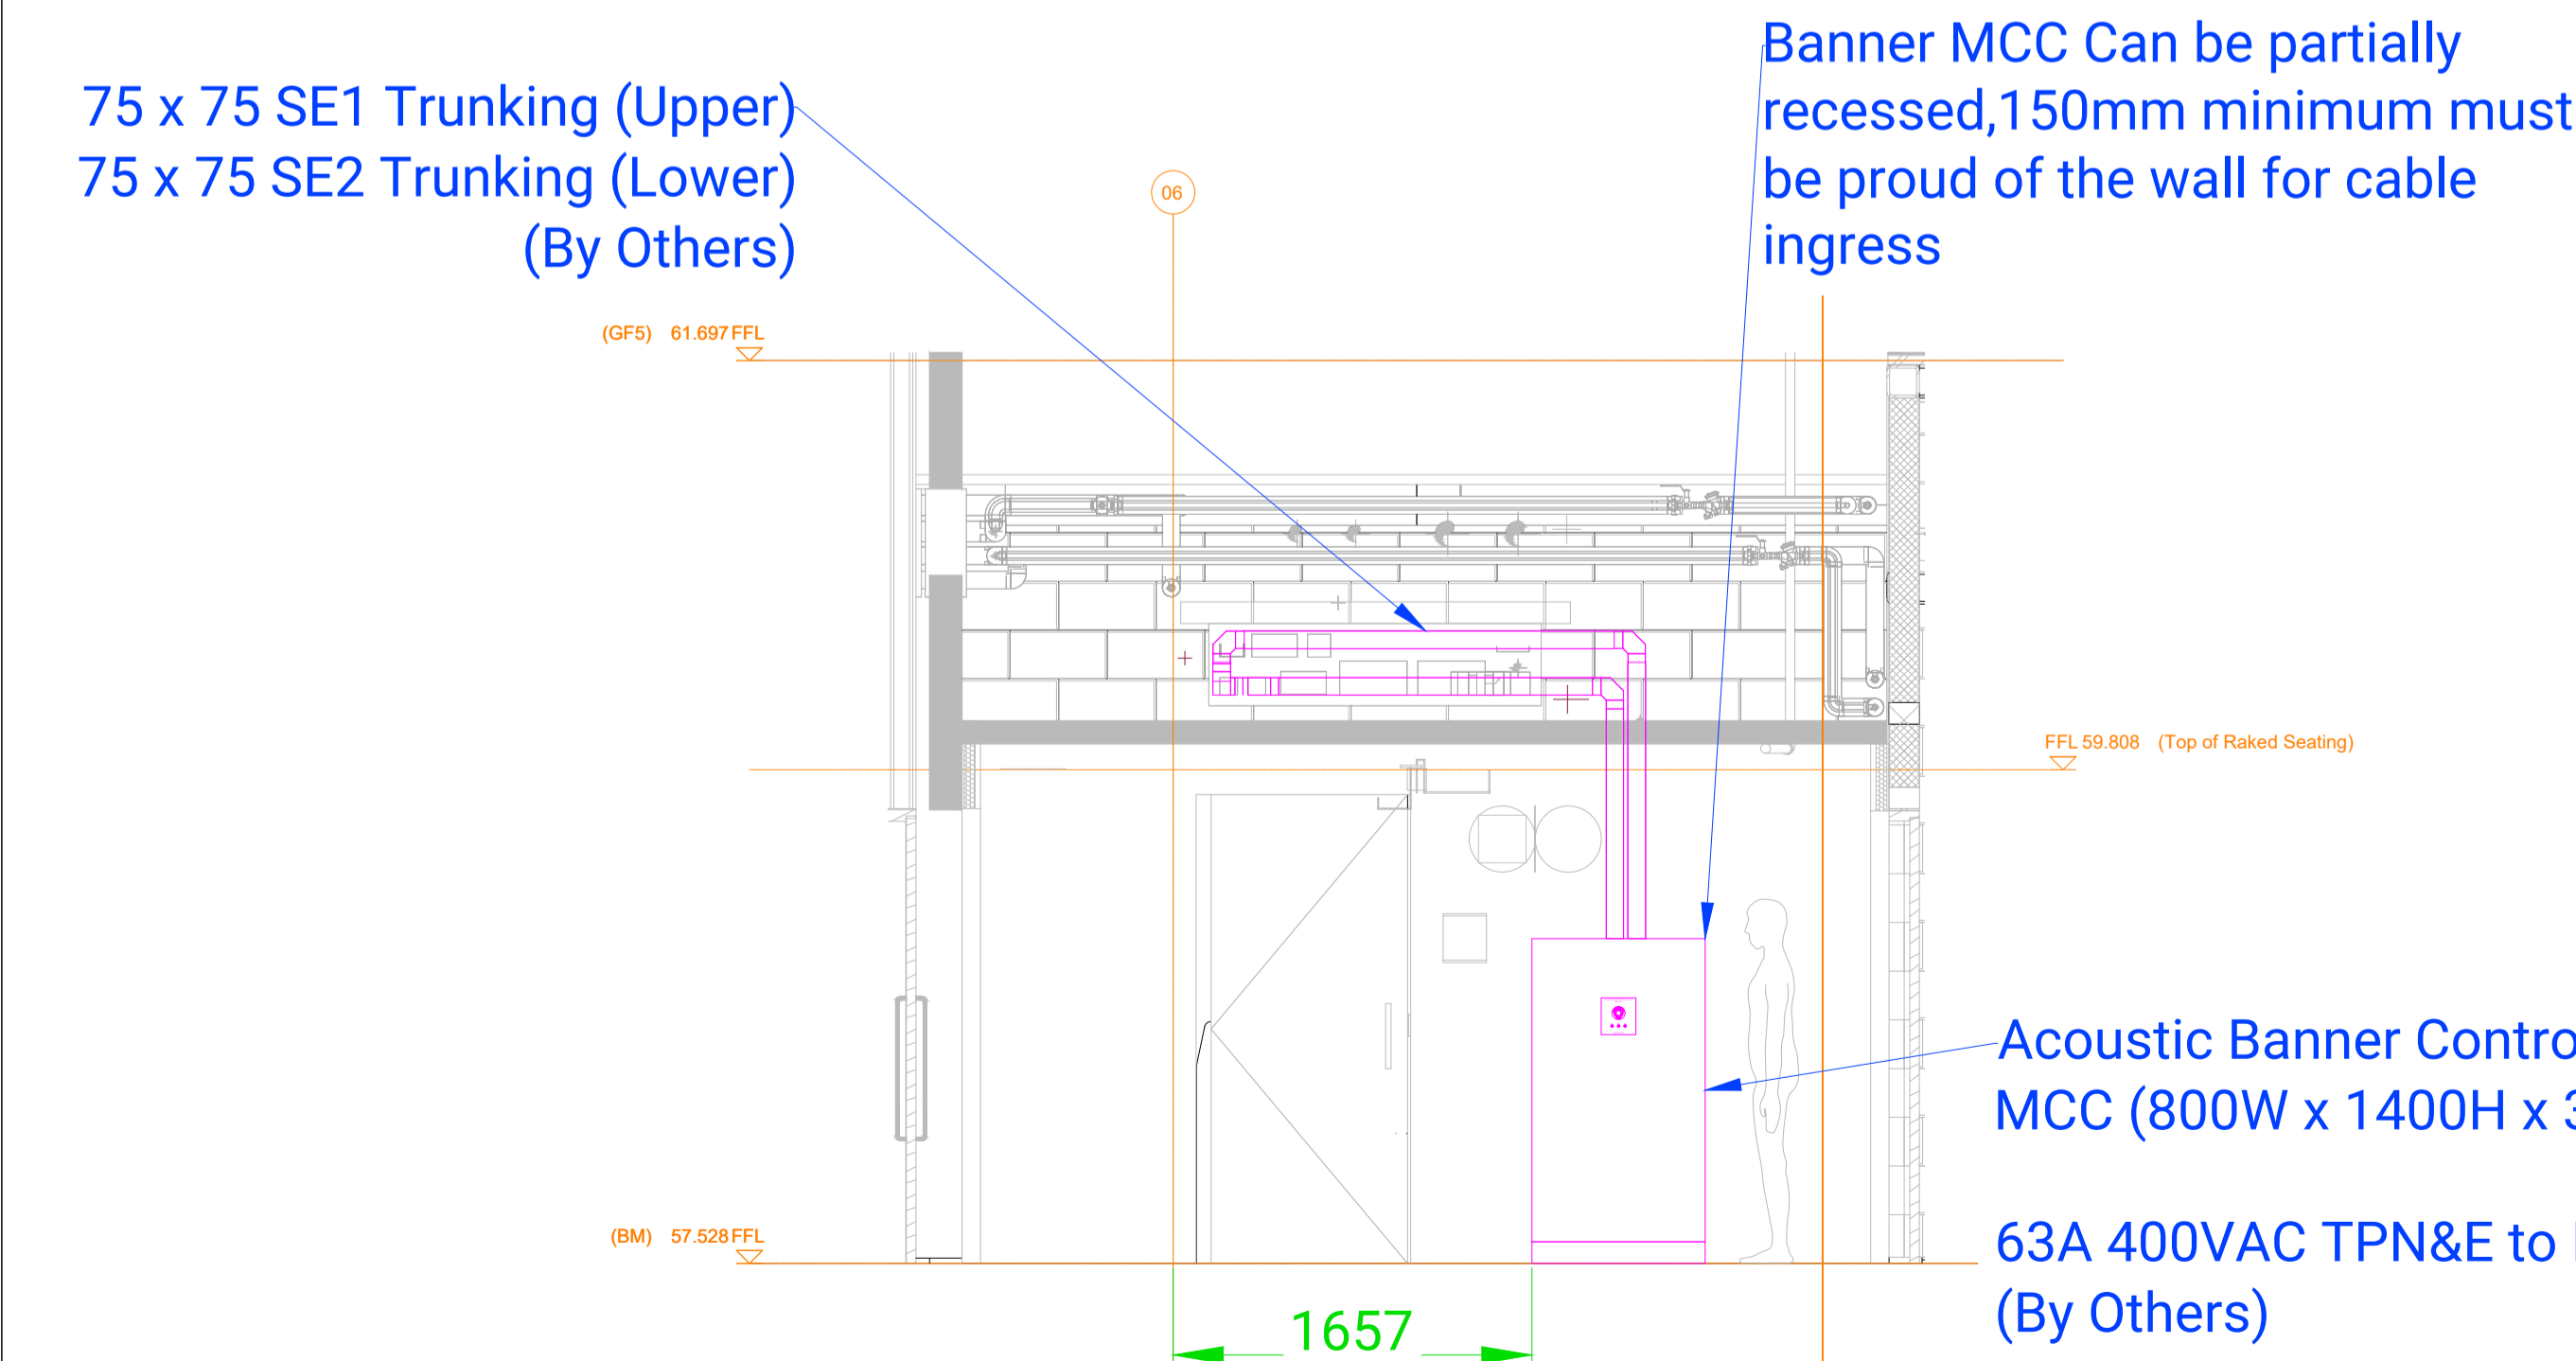 75 x 75 SE1 Trunking (Upper)
75 x 75 SE2 Trunking (Lower)
(By Others)
Banner MCC Can be partially
recessed,150mm minimum must
be proud of the wall for cable
ingress
06
(GF5) 61.697 FFL
FFL 59.808 (Top of Raked Seating)
Acoustic Banner Contro
MCC (800W x 1400H x
63A 400VAC TPN&E to
(By Others)
(BM) 57.528 FFL
1657